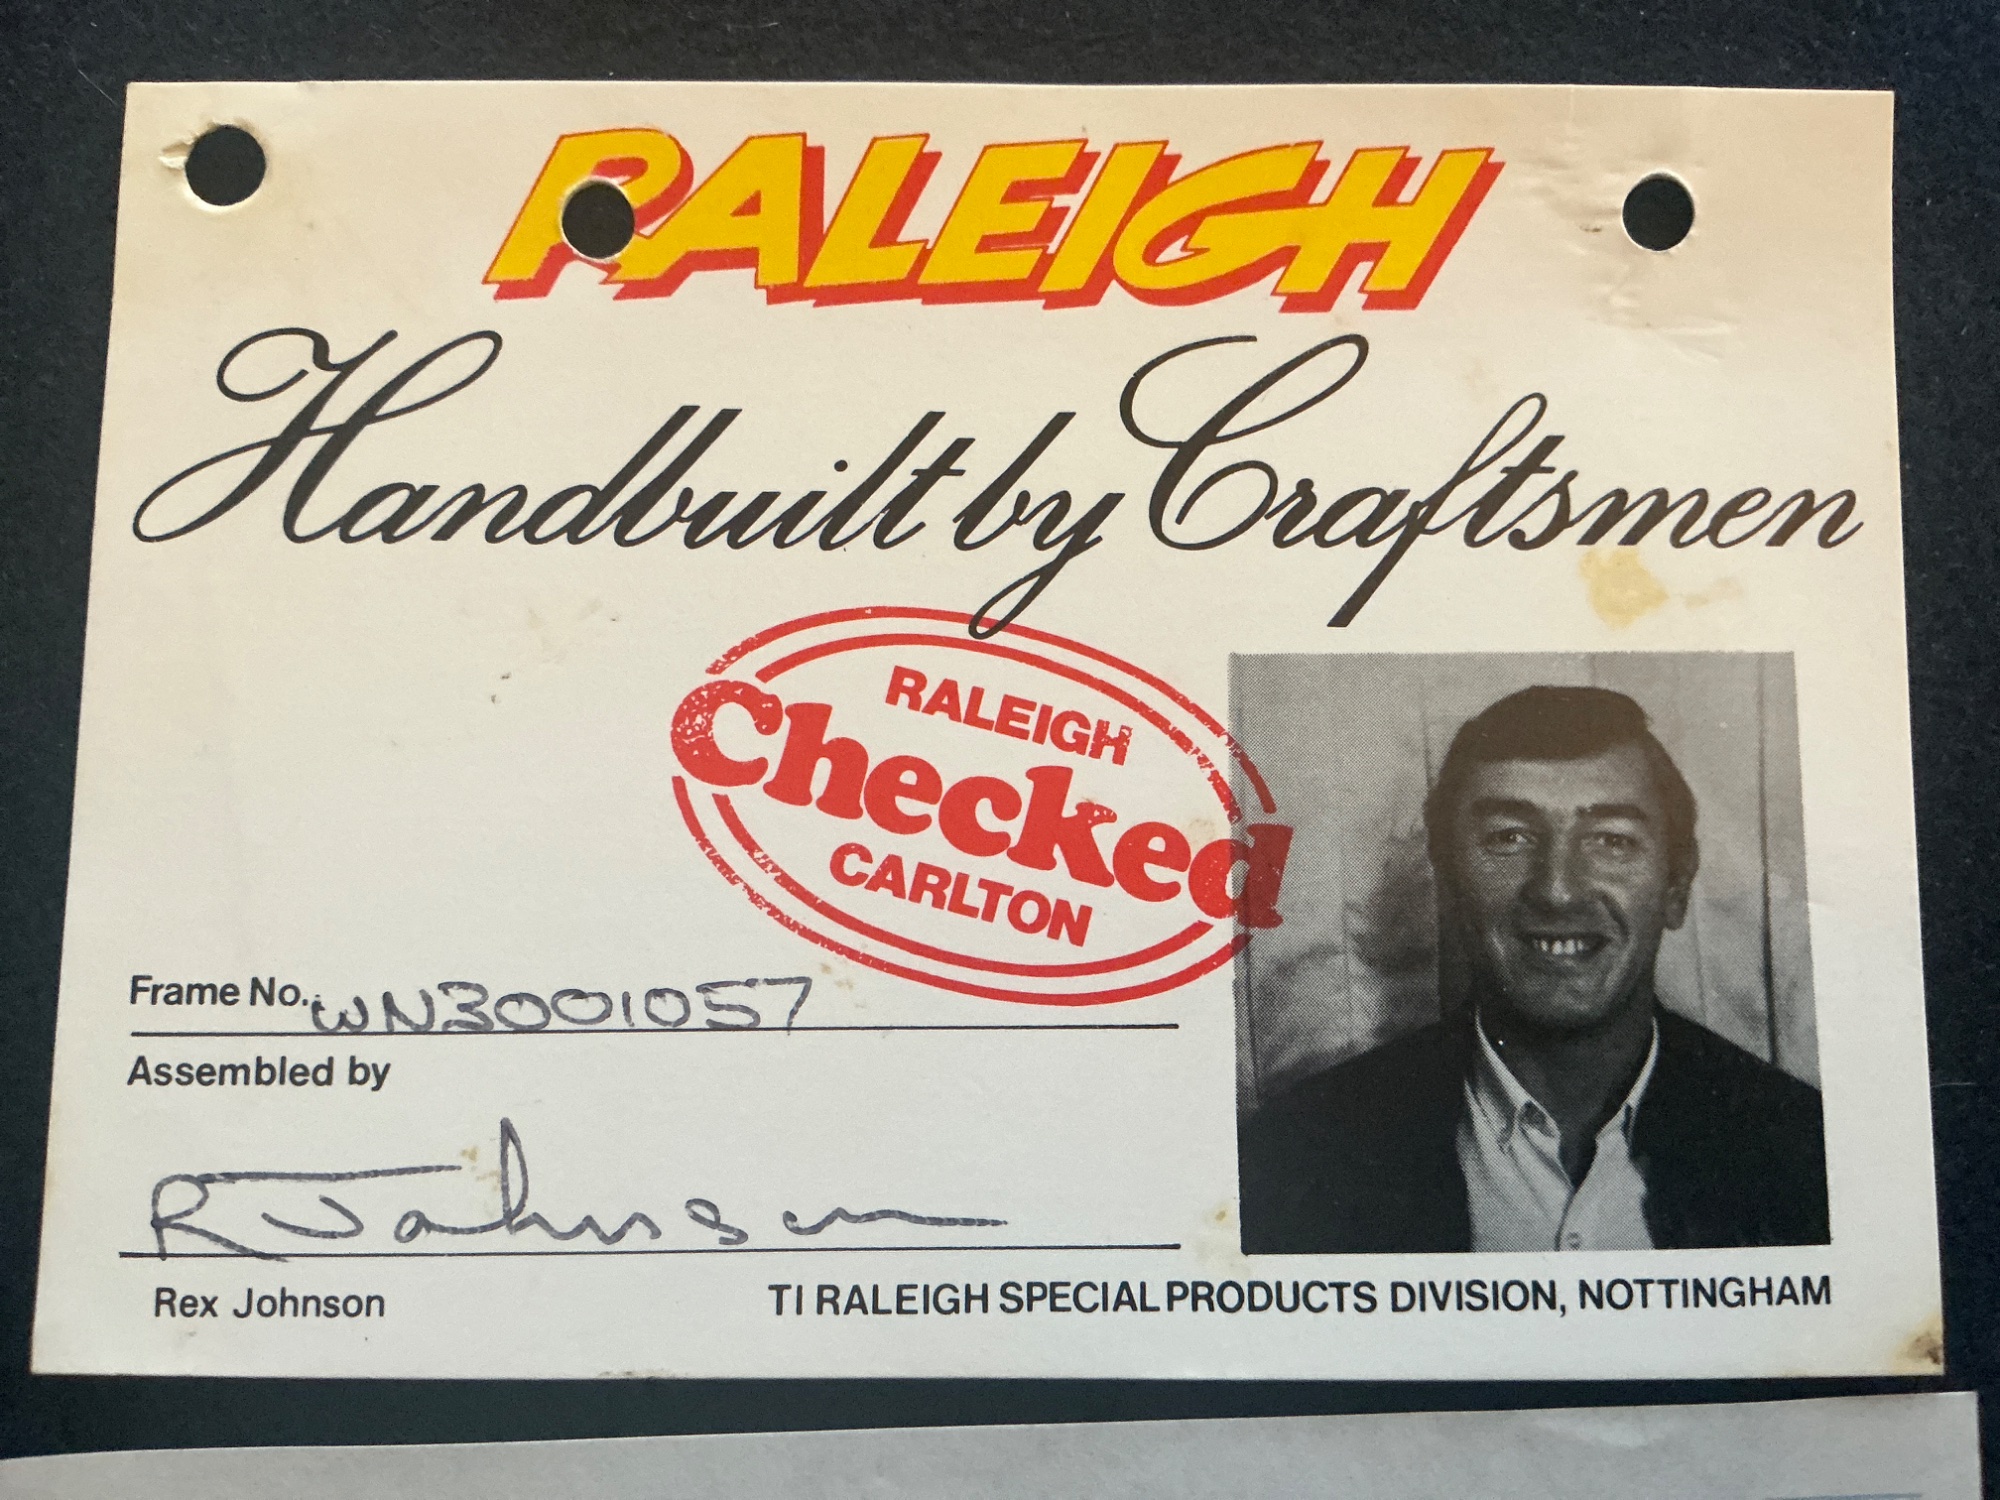 RALEIGH
Handbuilt by Craftsmen
RALEIGH
Checked
CARLTON
Frame No. WN3001057
Assembled by
R Johnson
Rex Johnson
TI RALEIGH SPECIAL PRODUCTS DIVISION, NOTTINGHAM